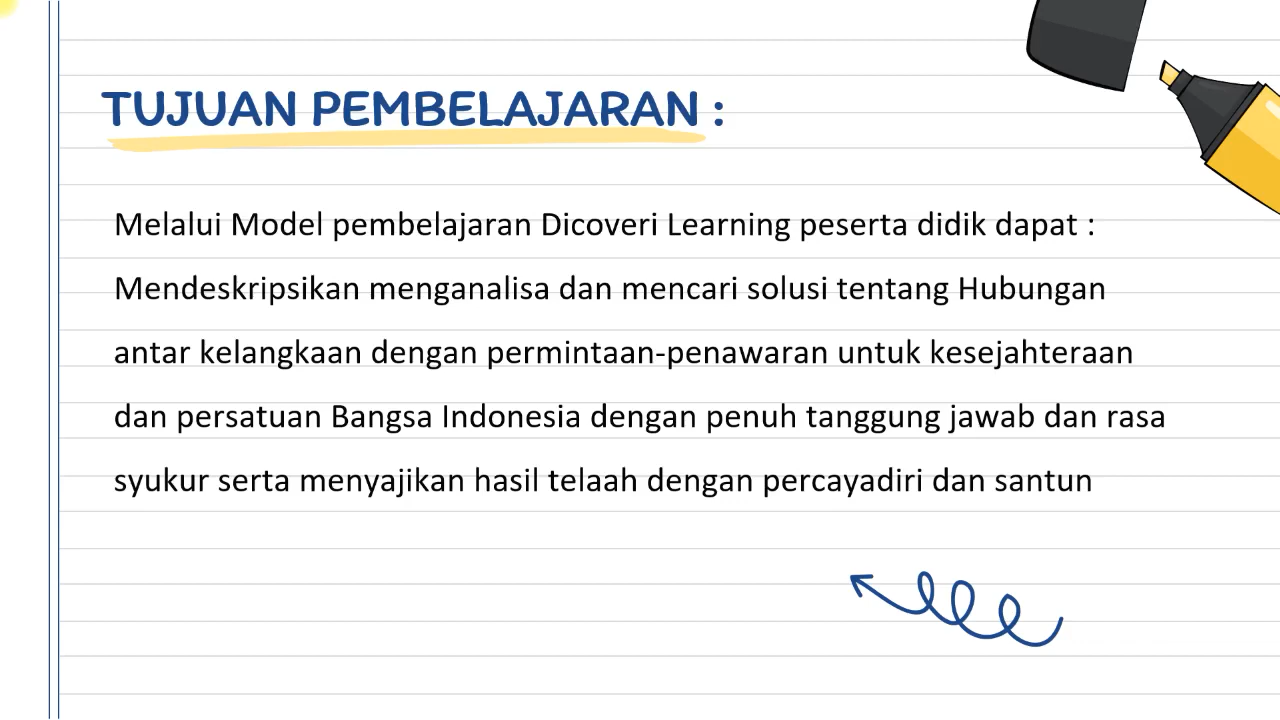 TUJUAN PEMBELAJARAN :
Melalui Model pembelajaran Dicoveri Learning peserta didik dapat :
Mendeskripsikan menganalisa dan mencari solusi tentang Hubungan
antar kelangkaan dengan permintaan-penawaran untuk kesejahteraan
dan persatuan Bangsa Indonesia dengan penuh tanggung jawab dan rasa
syukur serta menyajikan hasil telaah dengan percayadiri dan santun